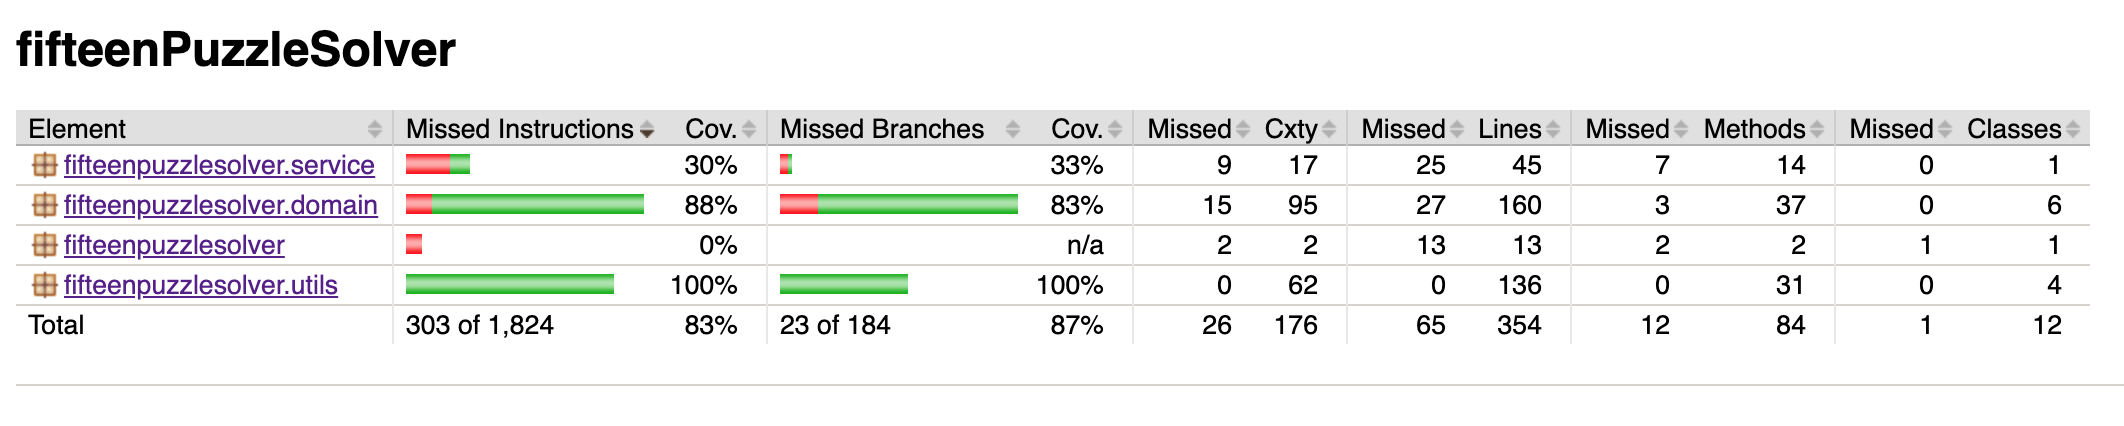 fifteenPuzzleSolver
Element Missed Instructions Cov. Missed Branches Cov. Missed Cxty Missed Lines Missed Methods Missed Classes
fifteenpuzzlesolver.service 30% 33% 9 17 25 45 7 14 0 1
fifteenpuzzlesolver.domain 88% 83% 15 95 27 160 3 37 0 6
fifteenpuzzlesolver 0% n/a 2 2 13 13 2 2 1 1
fifteenpuzzlesolver.utils 100% 100% 0 62 0 136 0 31 0 4
Total 303 of 1,824 83% 23 of 184 87% 26 176 65 354 12 84 1 12